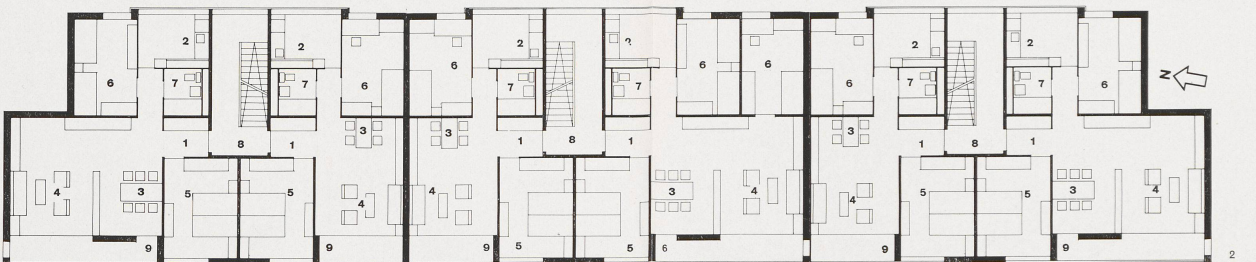 2 2 2 2 2 2
6 7 7 6 6 7 7 6 6 6 7 7 6
N
3 3 3
1 8 1 1 8 1 1 8 1
4 3 5 5 4 4 3 4 4 5 5 3 4
9 9 9 5 5 6 9 9
2